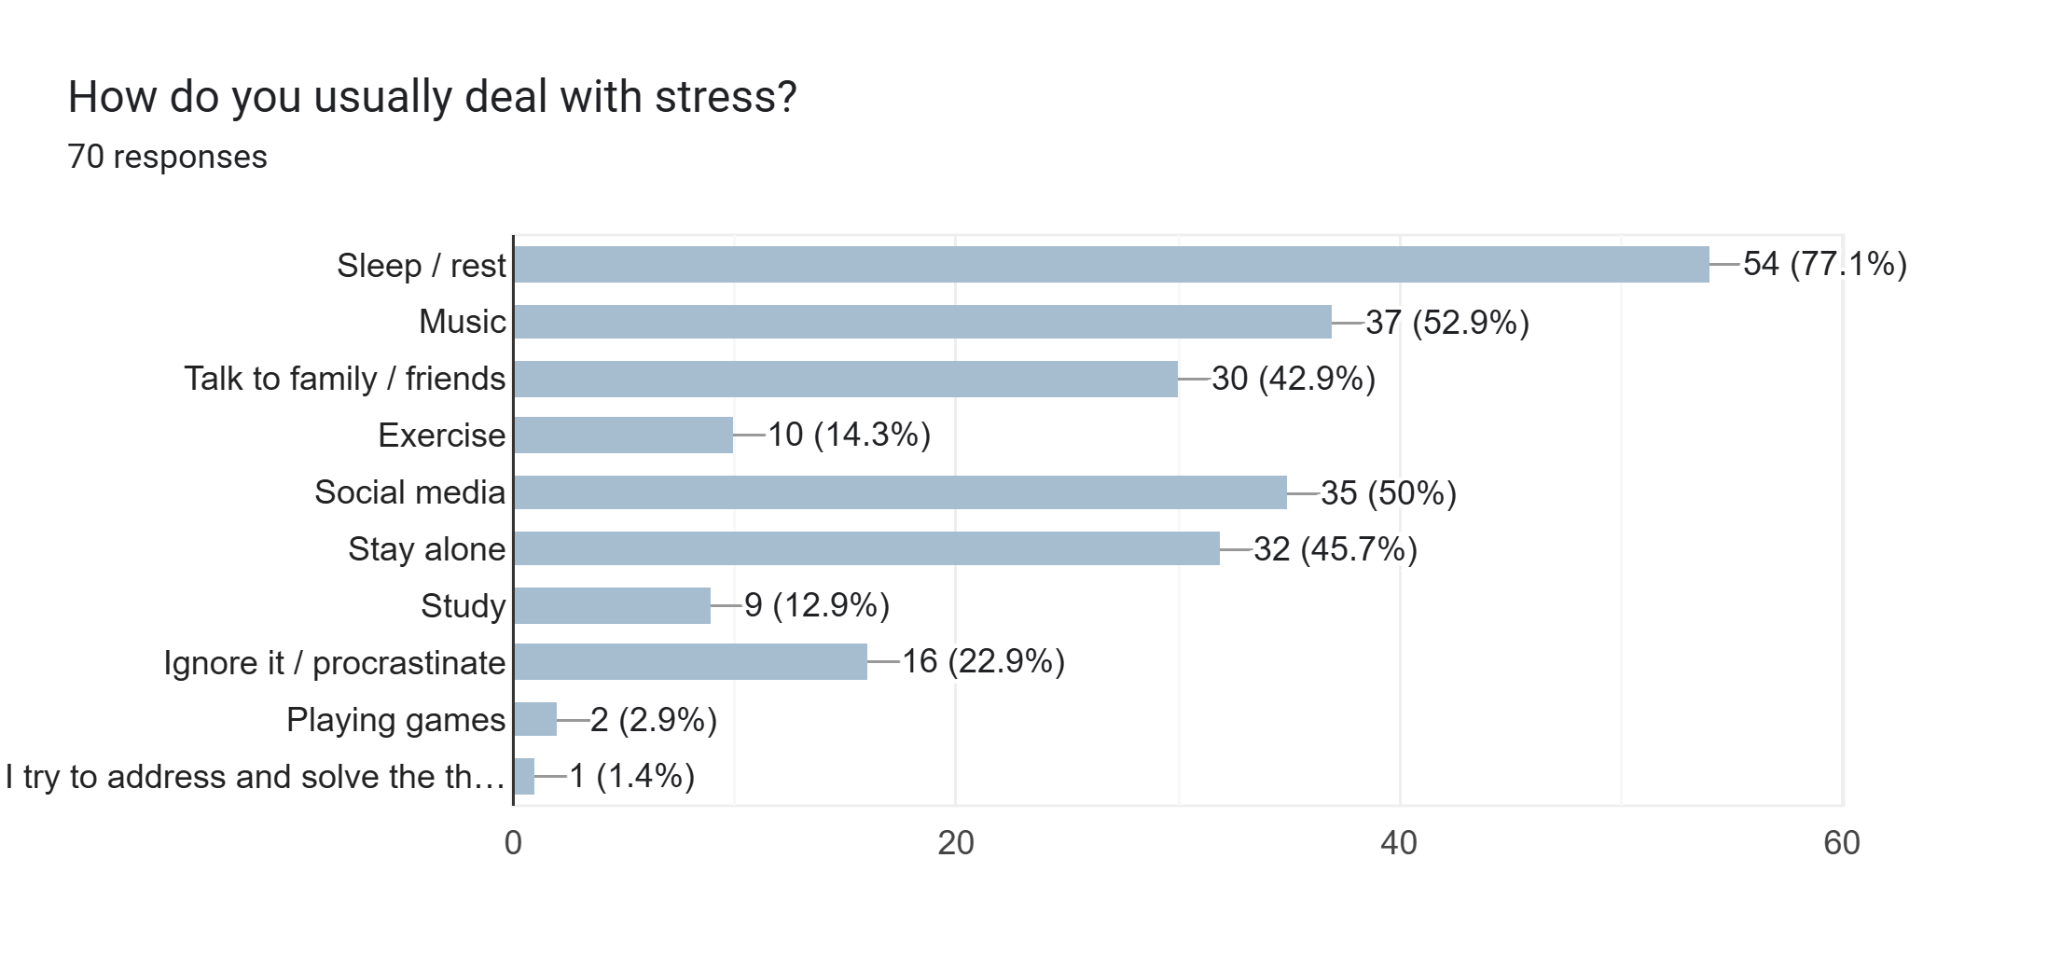 How do you usually deal with stress?
70 responses
Sleep / rest 54 (77.1%)
Music 37 (52.9%)
Talk to family / friends 30 (42.9%)
Exercise 10 (14.3%)
Social media 35 (50%)
Stay alone 32 (45.7%)
Study 9 (12.9%)
Ignore it / procrastinate 16 (22.9%)
Playing games 2 (2.9%)
I try to address and solve the th… 1 (1.4%)
0 20 40 60